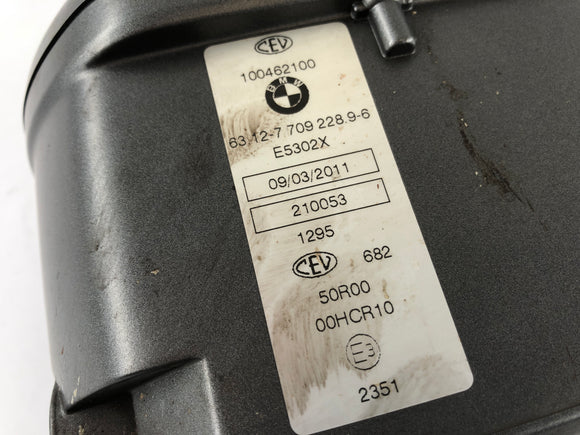 CEV
100462100
BMW
63.12-7 709 228.9-6
E5302X
09/03/2011
210053
1295
CEV 682
50R00
00HCR10
E3
2351